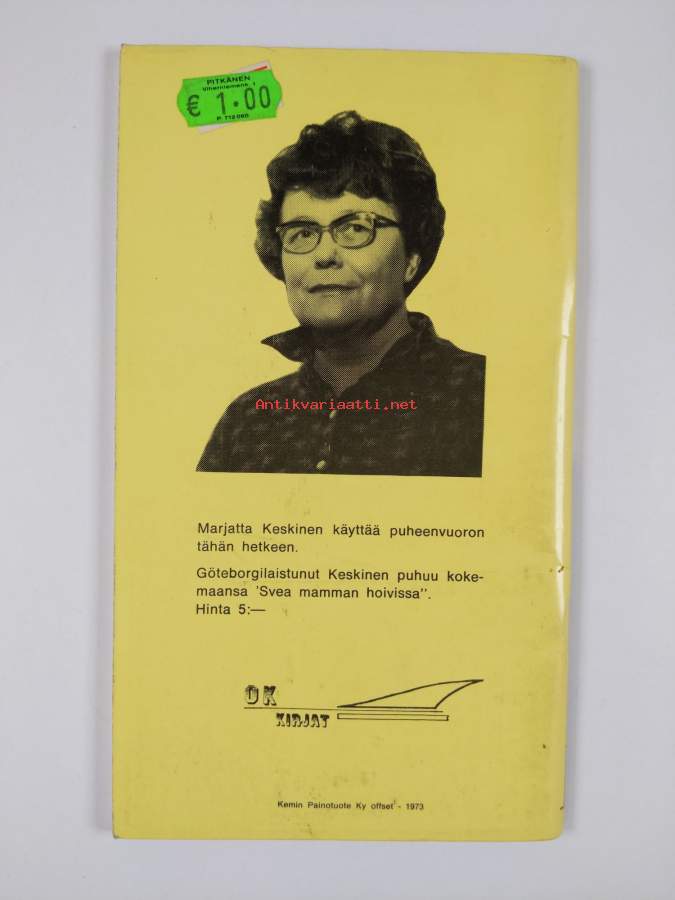 PITKÄNEN
€ 1·00
P. 712060
Antikvariaatti.net
Marjatta Keskinen käyttää puheenvuoron
tähän hetkeen.
Göteborgilaistunut Keskinen puhuu koke-
maansa 'Svea mamman hoivissa".
Hinta 5:—
OK
KIRJAT
Kemin Painotuote Ky offset - 1973